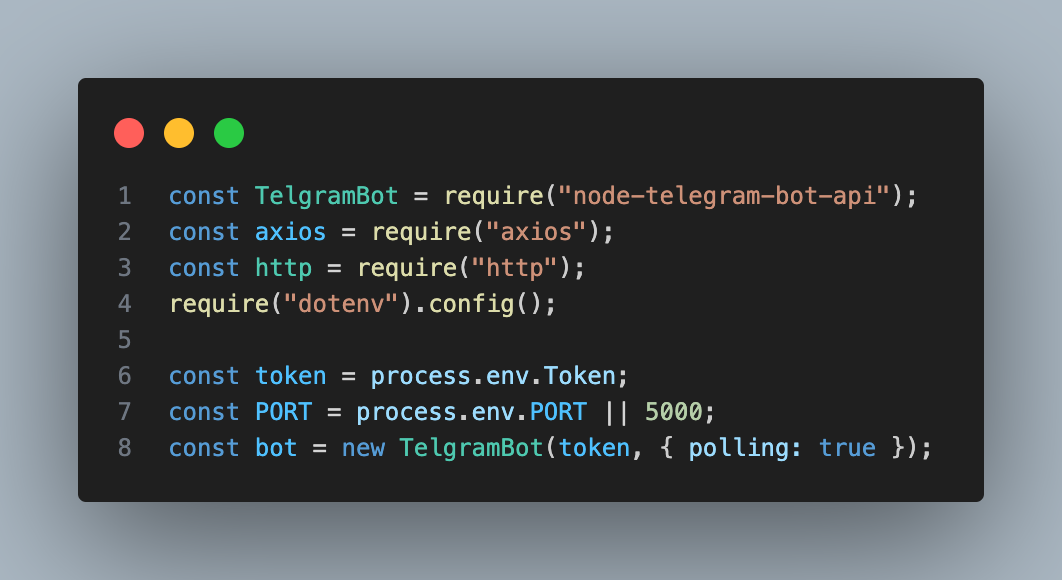 1 const TelgramBot = require("node-telegram-bot-api");
2 const axios = require("axios");
3 const http = require("http");
4 require("dotenv").config();
5
6 const token = process.env.Token;
7 const PORT = process.env.PORT || 5000;
8 const bot = new TelgramBot(token, { polling: true });